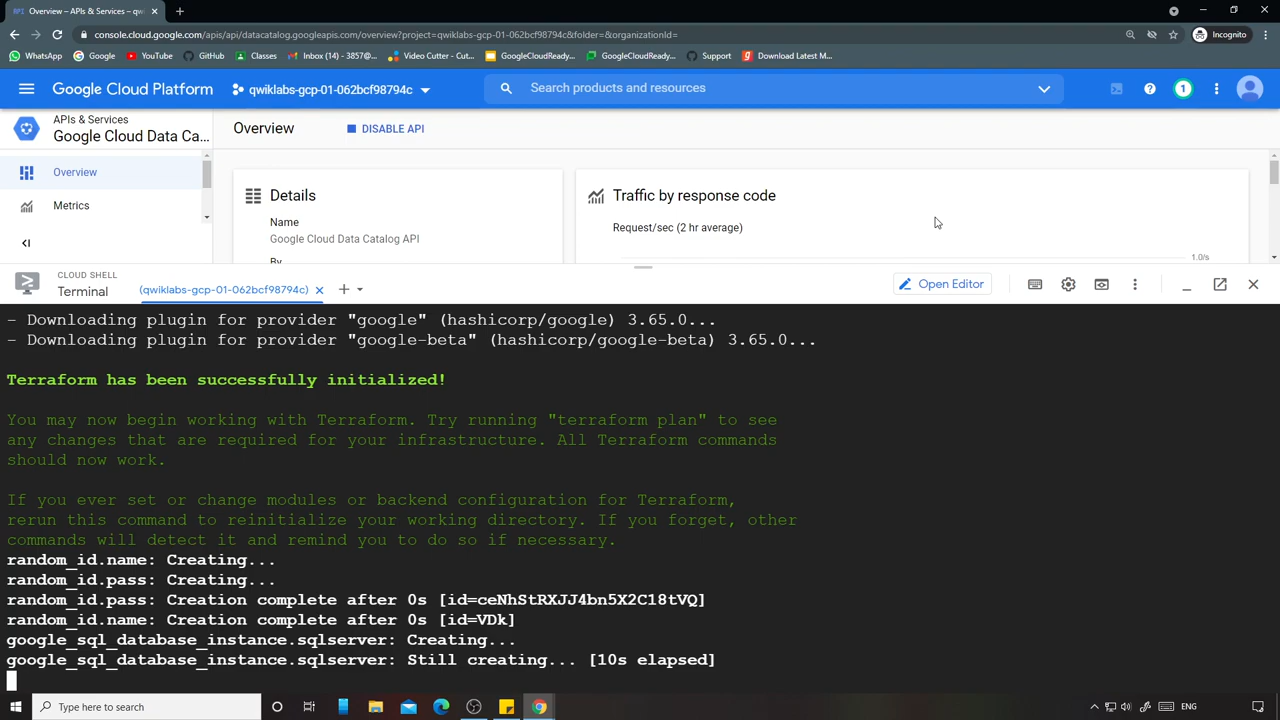 API Overview – APIs & Services – qwi
console.cloud.google.com/apis/api/datacatalog.googleapis.com/overview?project=qwiklabs-gcp-01-062bcf98794c&folder=&organizationId=
Incognito
WhatsApp Google YouTube GitHub Classes Inbox (14) - 3857@... Video Cutter - Cut... GoogleCloudReady... GoogleCloudReady... Support Download Latest M...
Google Cloud Platform qwiklabs-gcp-01-062bcf98794c Search products and resources 1
APIs & Services
Google Cloud Data Ca...
Overview DISABLE API
Overview
Metrics
Details
Name
Google Cloud Data Catalog API
By
Traffic by response code
Request/sec (2 hr average)
1.0/s
CLOUD SHELL
Terminal (qwiklabs-gcp-01-062bcf98794c) Open Editor
- Downloading plugin for provider "google" (hashicorp/google) 3.65.0...
- Downloading plugin for provider "google-beta" (hashicorp/google-beta) 3.65.0...
Terraform has been successfully initialized!
You may now begin working with Terraform. Try running "terraform plan" to see
any changes that are required for your infrastructure. All Terraform commands
should now work.
If you ever set or change modules or backend configuration for Terraform,
rerun this command to reinitialize your working directory. If you forget, other
commands will detect it and remind you to do so if necessary.
random_id.name: Creating...
random_id.pass: Creating...
random_id.pass: Creation complete after 0s [id=ceNhStRXJJ4bn5X2C18tVQ]
random_id.name: Creation complete after 0s [id=VDk]
google_sql_database_instance.sqlserver: Creating...
google_sql_database_instance.sqlserver: Still creating... [10s elapsed]
Type here to search
ENG